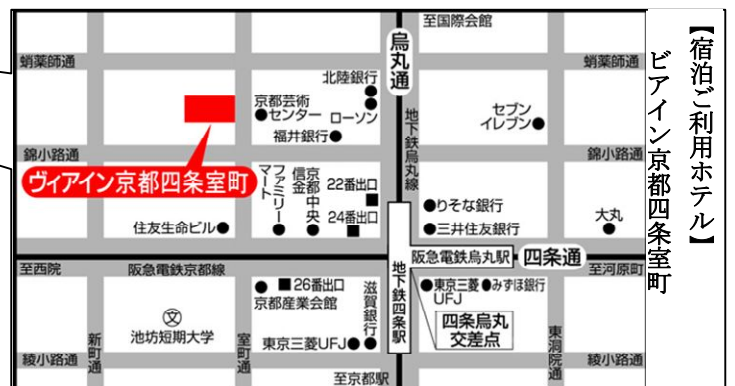 【宿泊ご利用ホテル】
ビアイン京都四条室町
至国際会館
蛸薬師通
烏丸通
蛸薬師通
北陸銀行
京都芸術
センター
ローソン
福井銀行
地下鉄烏丸線
セブン
イレブン
錦小路通
錦小路通
ヴィアイン京都四条室町
ファミリー
マート
京都中央
信金
22番出口
24番出口
住友生命ビル
りそな銀行
三井住友銀行
大丸
阪急電鉄烏丸駅
四条通
至西院
阪急電鉄京都線
至河原町
26番出口
京都産業会館
滋賀銀行
地下鉄四条駅
東京三菱
UFJ
みずほ銀行
四条烏丸
交差点
文
池坊短期大学
東京三菱UFJ
新町通
室町通
東洞院通
綾小路通
綾小路通
至京都駅